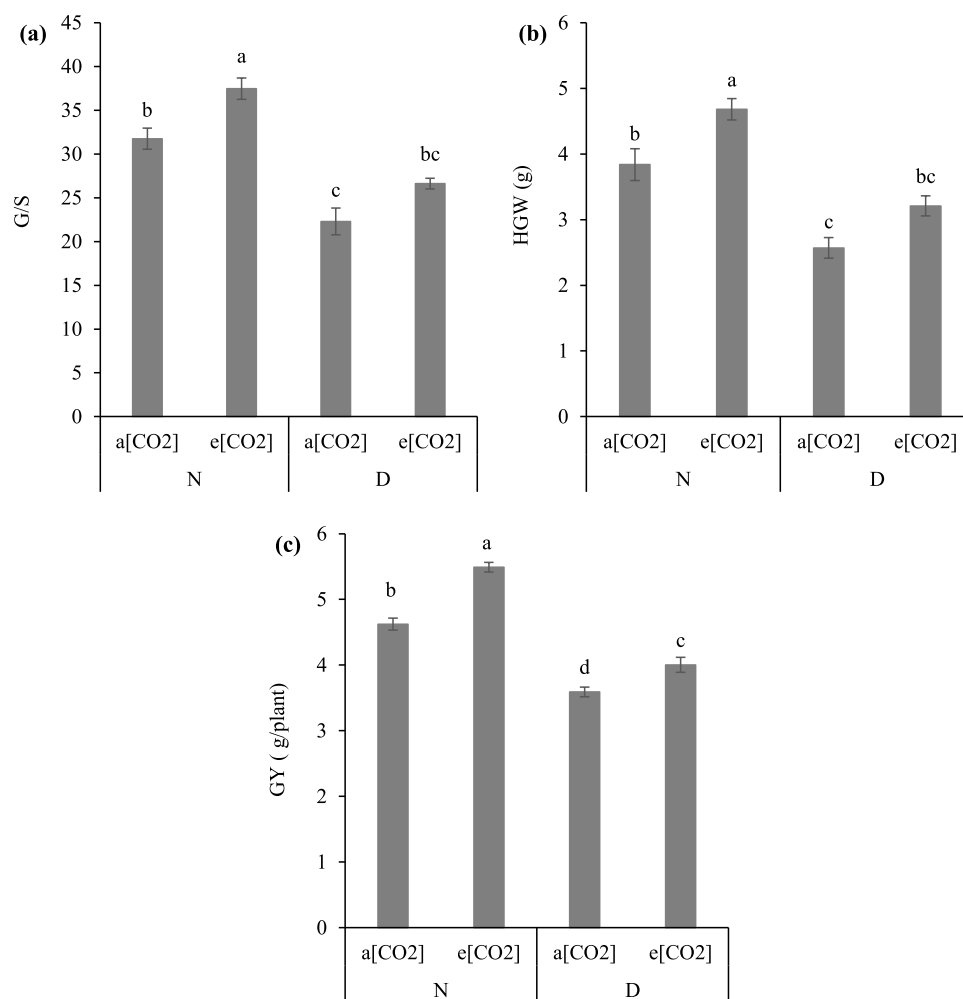 (a)
G/S
45
40
35
30
25
20
15
10
5
0
b
a
c
bc
a[CO2] e[CO2] a[CO2] e[CO2]
N D
(b)
HGW (g)
6
5
4
3
2
1
0
b
a
c
bc
a[CO2] e[CO2] a[CO2] e[CO2]
N D
(c)
GY ( g/plant)
6
5
4
3
2
1
0
b
a
d
c
a[CO2] e[CO2] a[CO2] e[CO2]
N D